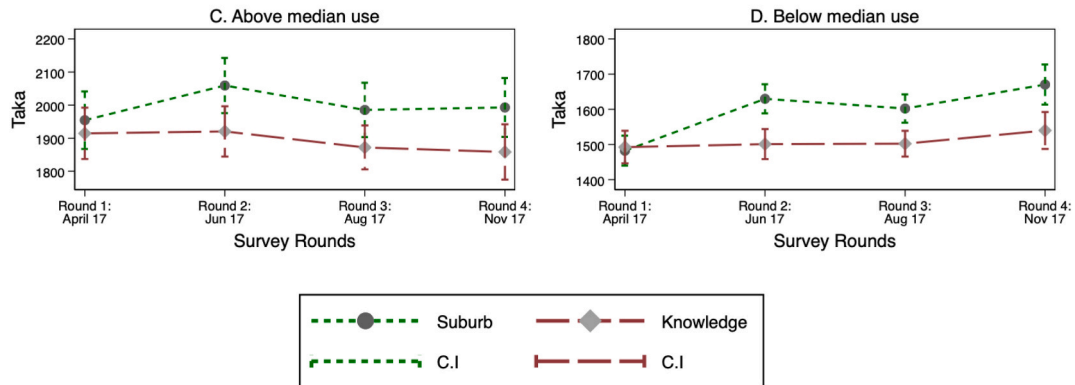 C. Above median use
2200
2100
2000
1900
1800
Taka
Round 1:
April 17
Round 2:
Jun 17
Round 3:
Aug 17
Round 4:
Nov 17
Survey Rounds
D. Below median use
1800
1700
1600
1500
1400
Taka
Round 1:
April 17
Round 2:
Jun 17
Round 3:
Aug 17
Round 4:
Nov 17
Survey Rounds
Suburb
Knowledge
C.I
C.I